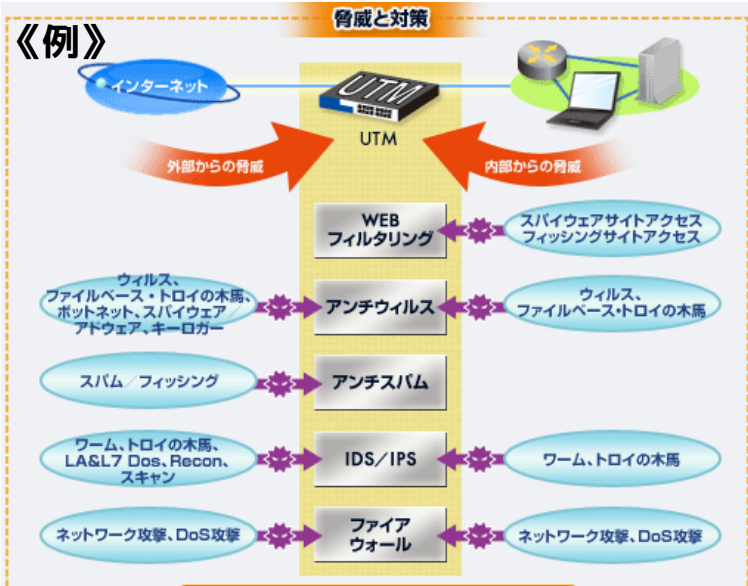 脅威と対策
《例》
インターネット
UTM
UTM
外部からの脅威
内部からの脅威
WEB
フィルタリング
スパイウェアサイトアクセス
フィッシングサイトアクセス
ウィルス、
ファイルベース・トロイの木馬、
ボットネット、スパイウェア／
アドウェア、キーロガー
アンチウィルス
ウィルス、
ファイルベース・トロイの木馬
スパム／フィッシング
アンチスパム
ワーム、トロイの木馬、
LA&L7 Dos、Recon、
スキャン
IDS／IPS
ワーム、トロイの木馬
ネットワーク攻撃、DoS攻撃
ファイア
ウォール
ネットワーク攻撃、DoS攻撃